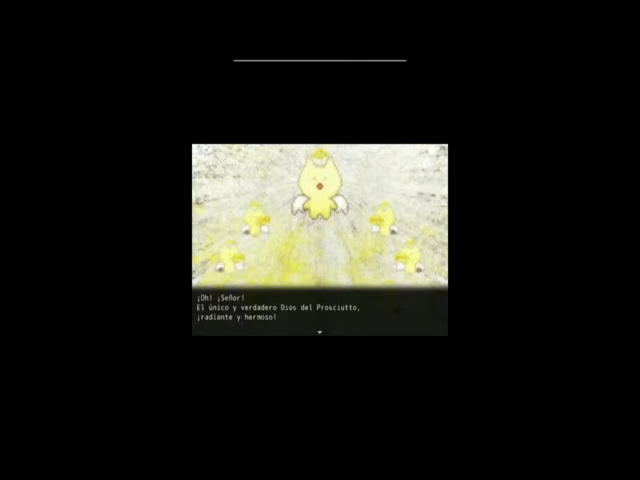 ¡Oh! ¡Señor!
El único y verdadero Dios del Prosciutto,
¡radiante y hermoso!